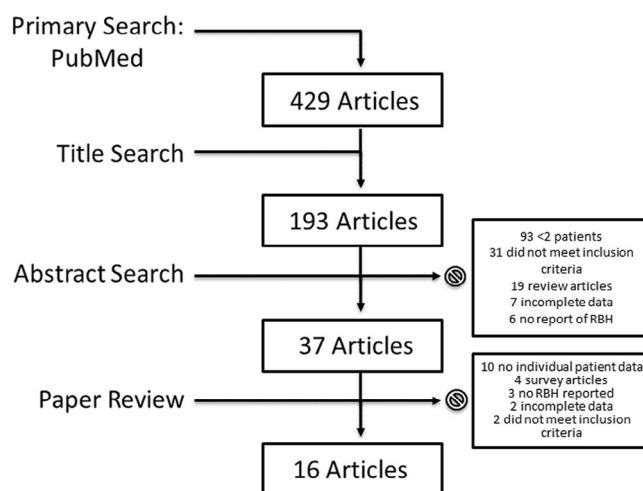 Primary Search:
PubMed
429 Articles
Title Search
193 Articles
93 <2 patients
31 did not meet inclusion
criteria
19 review articles
7 incomplete data
6 no report of RBH
Abstract Search
37 Articles
10 no individual patient data
4 survey articles
3 no RBH reported
2 incomplete data
2 did not meet inclusion
criteria
Paper Review
16 Articles